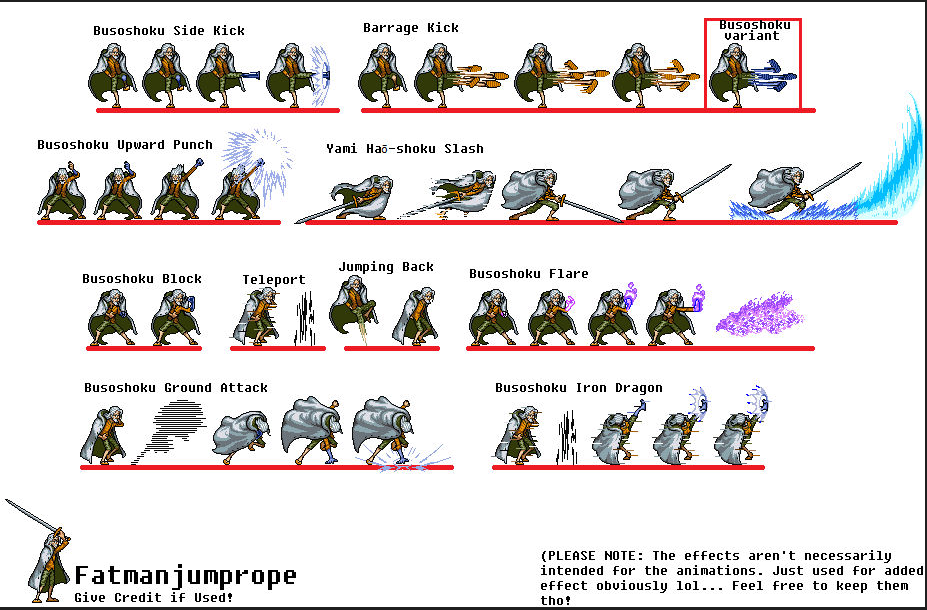 Busoshoku Side Kick
Barrage Kick
Busoshoku
variant
Busoshoku Upward Punch
Yami Haō-shoku Slash
Busoshoku Block
Teleport
Jumping Back
Busoshoku Flare
Busoshoku Ground Attack
Busoshoku Iron Dragon
Fatmanjumprope
Give Credit if Used!
(PLEASE NOTE: The effects aren't necessarily
intended for the animations. Just used for added
effect obviously lol... Feel free to keep them
tho!